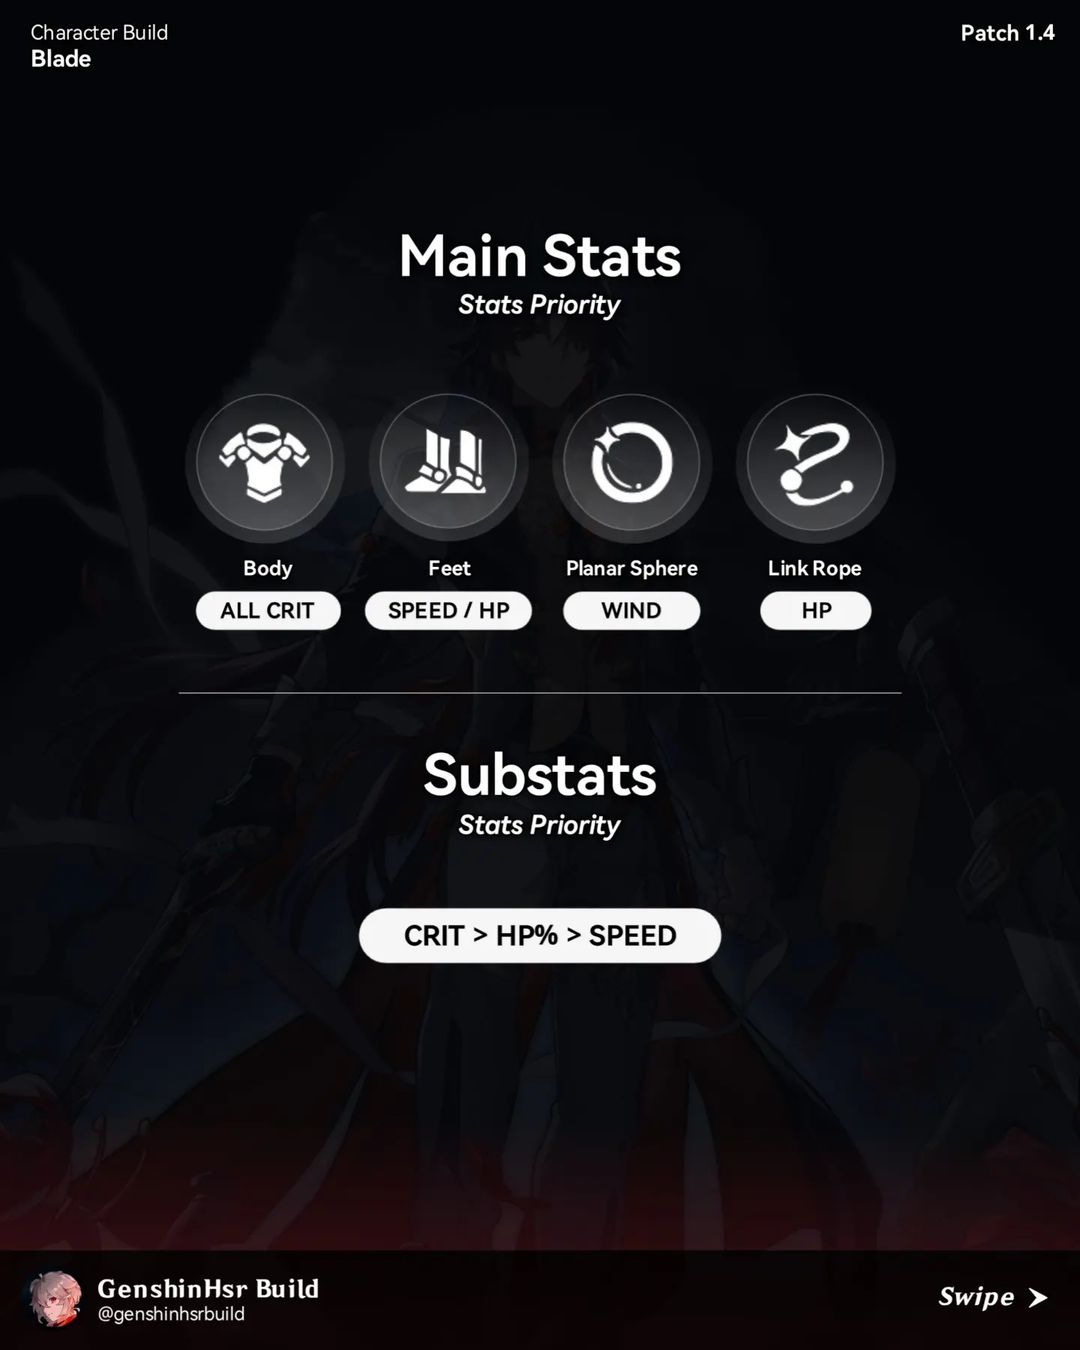 Character Build
Blade
Patch 1.4
Main Stats
Stats Priority
Body
Feet
Planar Sphere
Link Rope
ALL CRIT
SPEED / HP
WIND
HP
Substats
Stats Priority
CRIT > HP% > SPEED
GenshinHsr Build
@genshinhsrbuild
Swipe